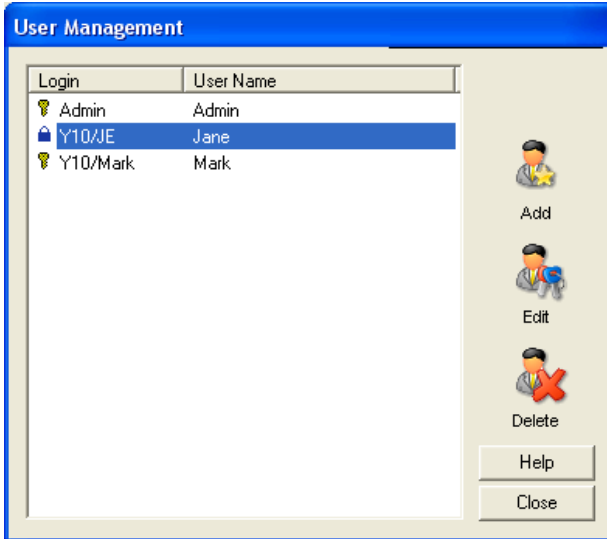 User Management
Login User Name
Admin Admin
Y10/JE Jane
Y10/Mark Mark
Add
Edit
Delete
Help
Close